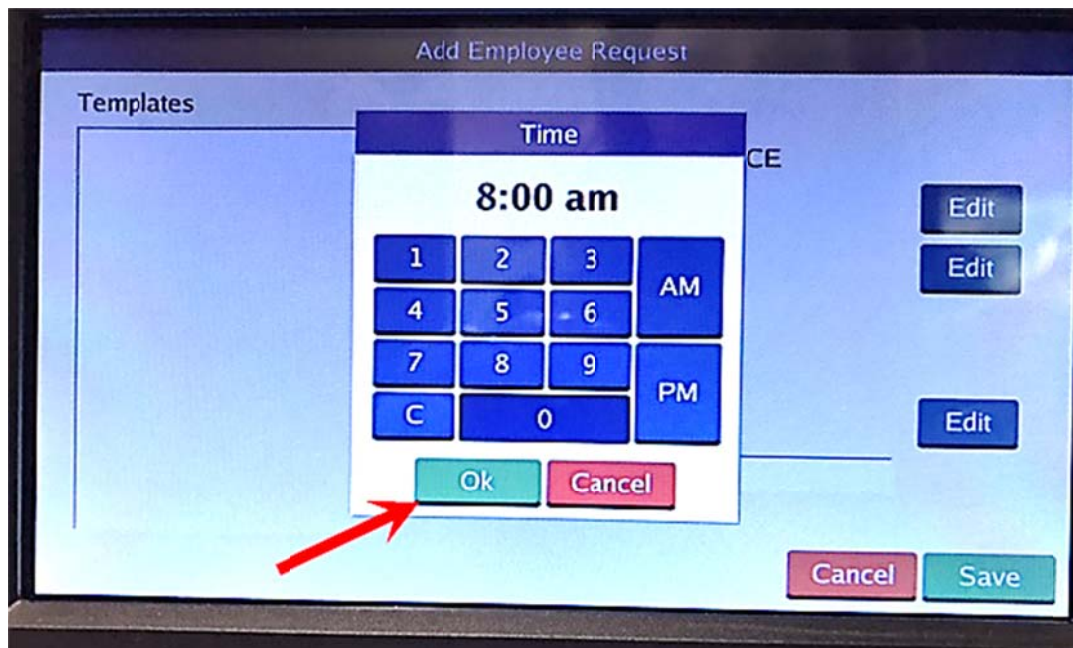 Add Employee Request
Templates
Time
CE
8:00 am
Edit
1 2 3 AM
Edit
4 5 6
7 8 9 PM
C 0
Edit
Ok Cancel
Cancel Save